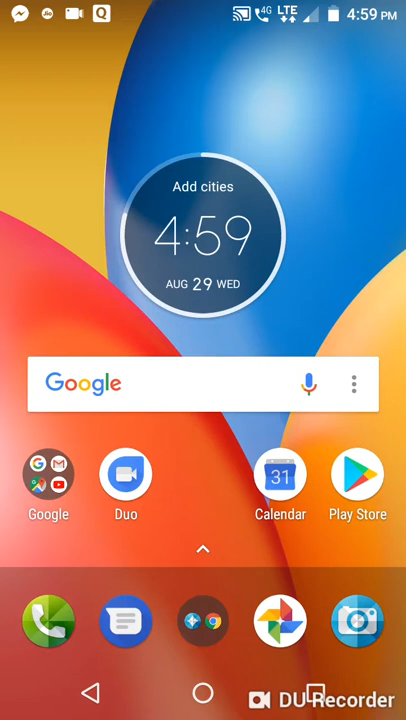 Jio Q 4G LTE 4:59 PM
Add cities
4:59
AUG 29 WED
Google
31
Google Duo Calendar Play Store
DU Recorder